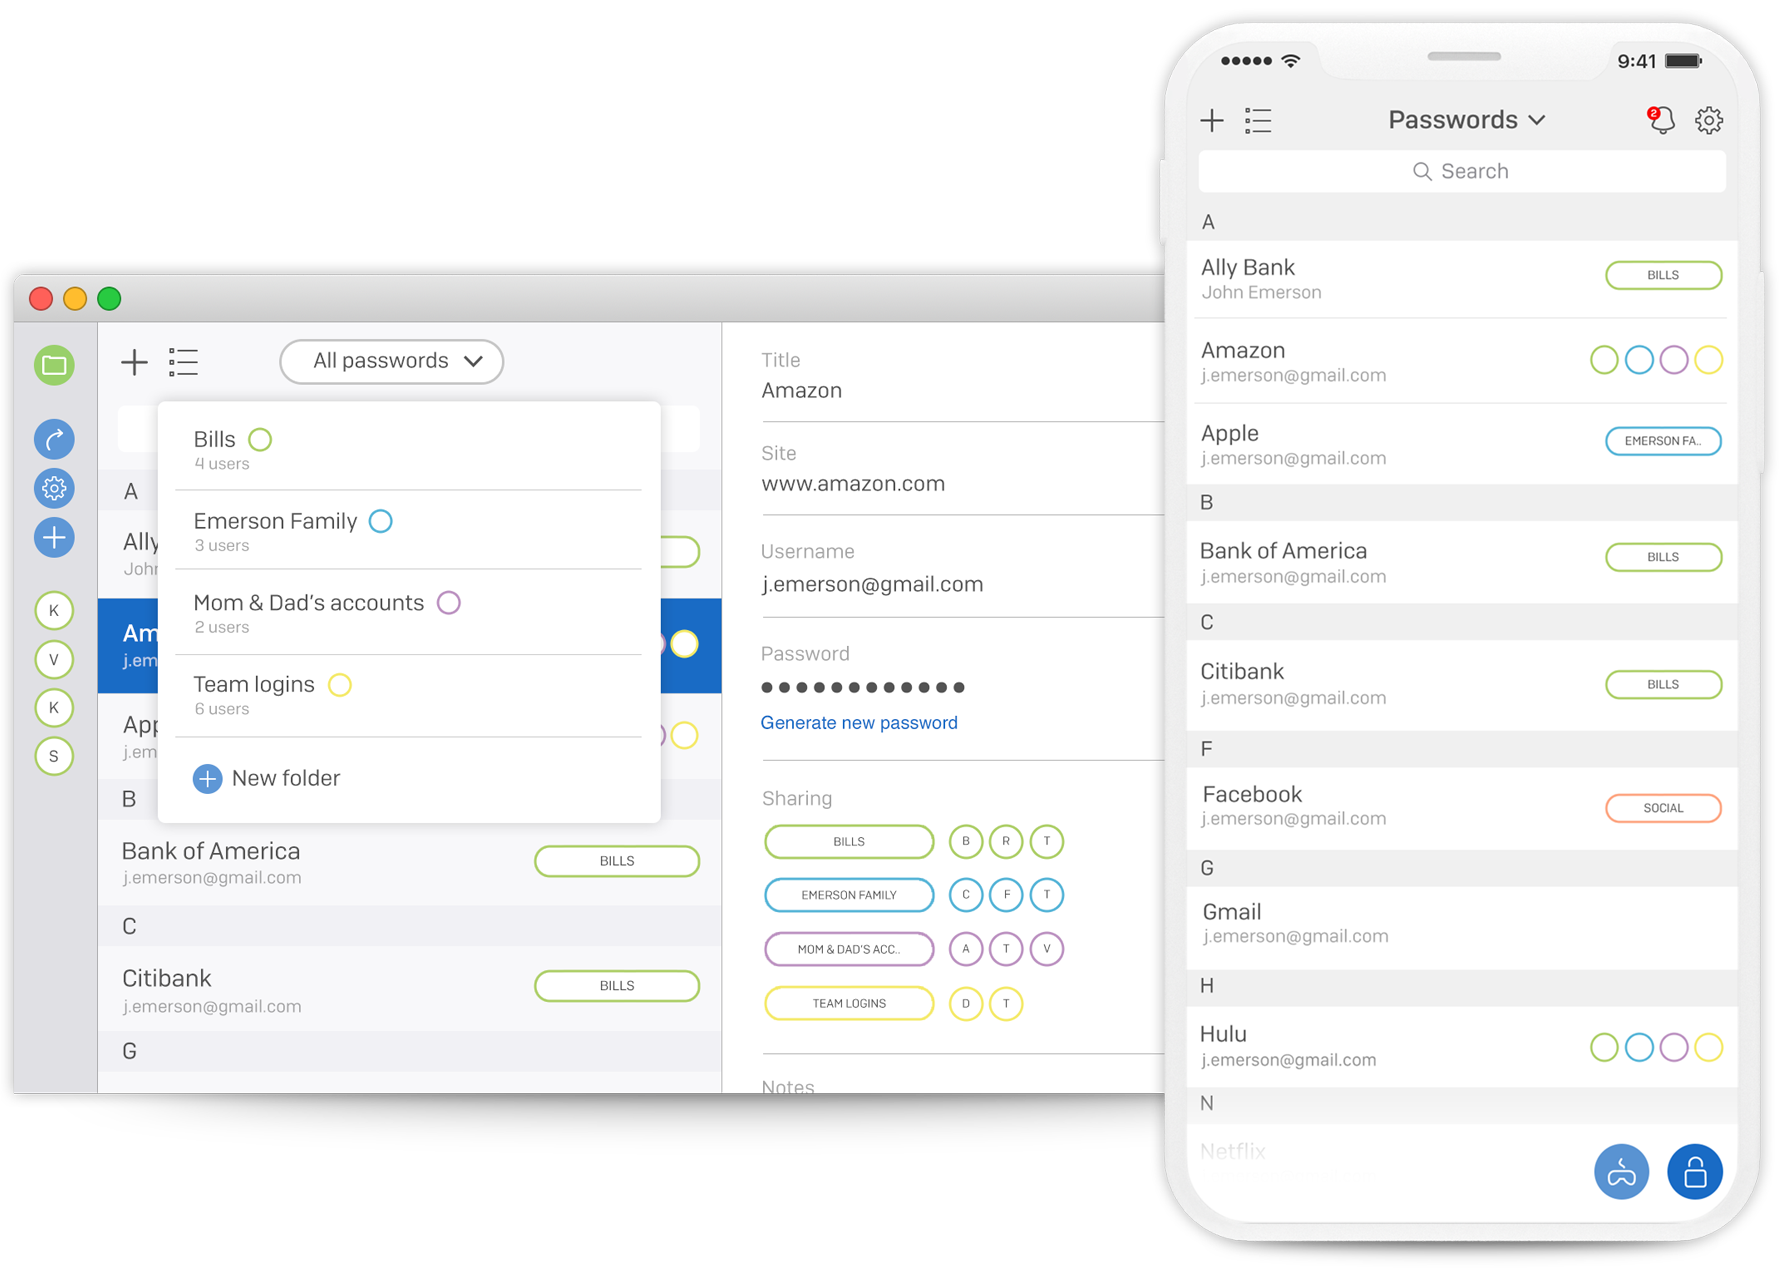 All passwords
Bills
4 users
Emerson Family
3 users
Mom & Dad's accounts
2 users
Team logins
6 users
New folder
K
V
K
S
A
Ally
John
Am
j.em
App
j.em
B
Bank of America
j.emerson@gmail.com
BILLS
C
Citibank
j.emerson@gmail.com
BILLS
G
Title
Amazon
Site
www.amazon.com
Username
j.emerson@gmail.com
Password
Generate new password
Sharing
BILLS B R T
EMERSON FAMILY C F T
MOM & DAD'S ACC.. A T V
TEAM LOGINS D T
Notes
9:41
Passwords
2
Search
A
Ally Bank
John Emerson
BILLS
Amazon
j.emerson@gmail.com
Apple
j.emerson@gmail.com
EMERSON FA..
B
Bank of America
j.emerson@gmail.com
BILLS
C
Citibank
j.emerson@gmail.com
BILLS
F
Facebook
j.emerson@gmail.com
SOCIAL
G
Gmail
j.emerson@gmail.com
H
Hulu
j.emerson@gmail.com
N
Netflix